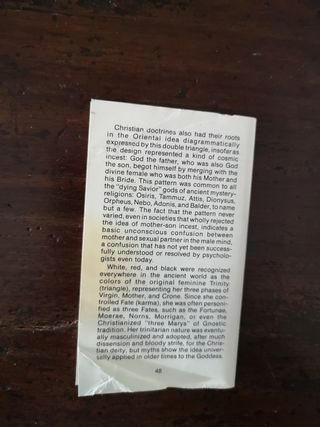 Christian doctrines also had their roots
in the Oriental idea diagrammatically
expressed by this double triangle, insofar as
the design represented a kind of cosmic
incest: God the father, who was also God
the son, begot himself by merging with the
divine female who was both his Mother and
his Bride. This pattern was common to all
the "dying Savior" gods of ancient mystery-
religions: Osiris, Tammuz, Attis, Dionysus,
Orpheus, Nebo, Adonis, and Balder, to name
but a few. The fact that the pattern never
varied, even in societies that wholly rejected
the idea of mother-son incest, indicates a
basic unconscious confusion between
mother and sexual partner in the male mind,
a confusion that has not yet been success-
fully understood or resolved by psycholo-
gists even today.
White, red, and black were recognized
everywhere in the ancient world as the
colors of the original feminine Trinity
(triangle), representing her three phases of
Virgin, Mother, and Crone. Since she con-
trolled Fate (karma), she was often personi-
fied as three Fates, such as the Fortunae,
Moerae, Norns, Morrigan, or even the
Christianized "three Marys" of Gnostic
tradition. Her trinitarian nature was eventu-
ally masculinized and adopted, after much
dissension and bloody strife, for the Chris-
tian deity; but myths show the idea univer-
sally applied in older times to the Goddess.
48